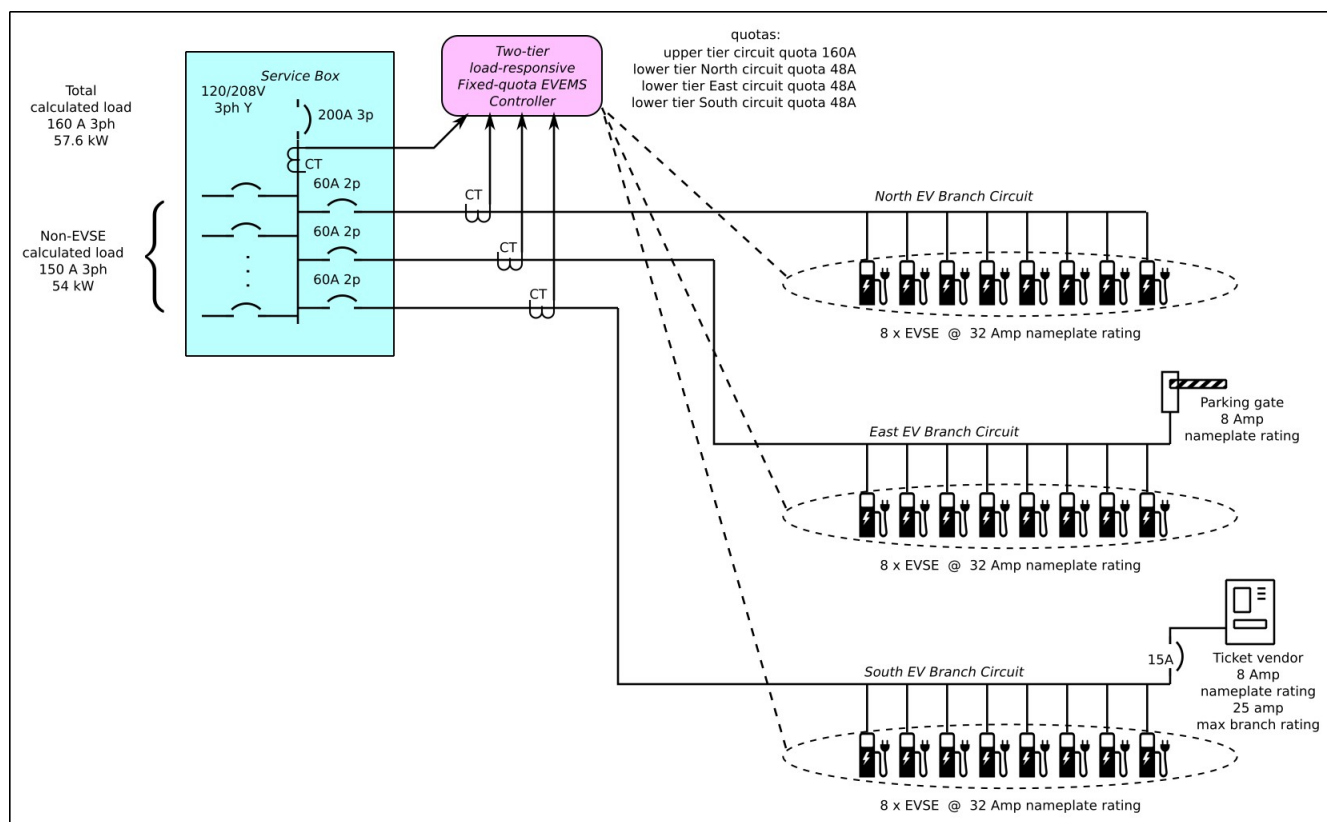 Total
calculated load
160 A 3ph
57.6 kW
Non-EVSE
calculated load
150 A 3ph
54 kW
Service Box
120/208V
3ph Y
200A 3p
CT
60A 2p
60A 2p
60A 2p
Two-tier
load-responsive
Fixed-quota EVEMS
Controller
quotas:
upper tier circuit quota 160A
lower tier North circuit quota 48A
lower tier East circuit quota 48A
lower tier South circuit quota 48A
CT
CT
CT
North EV Branch Circuit
8 x EVSE @ 32 Amp nameplate rating
East EV Branch Circuit
Parking gate
8 Amp
nameplate rating
8 x EVSE @ 32 Amp nameplate rating
South EV Branch Circuit
15A
Ticket vendor
8 Amp
nameplate rating
25 amp
max branch rating
8 x EVSE @ 32 Amp nameplate rating